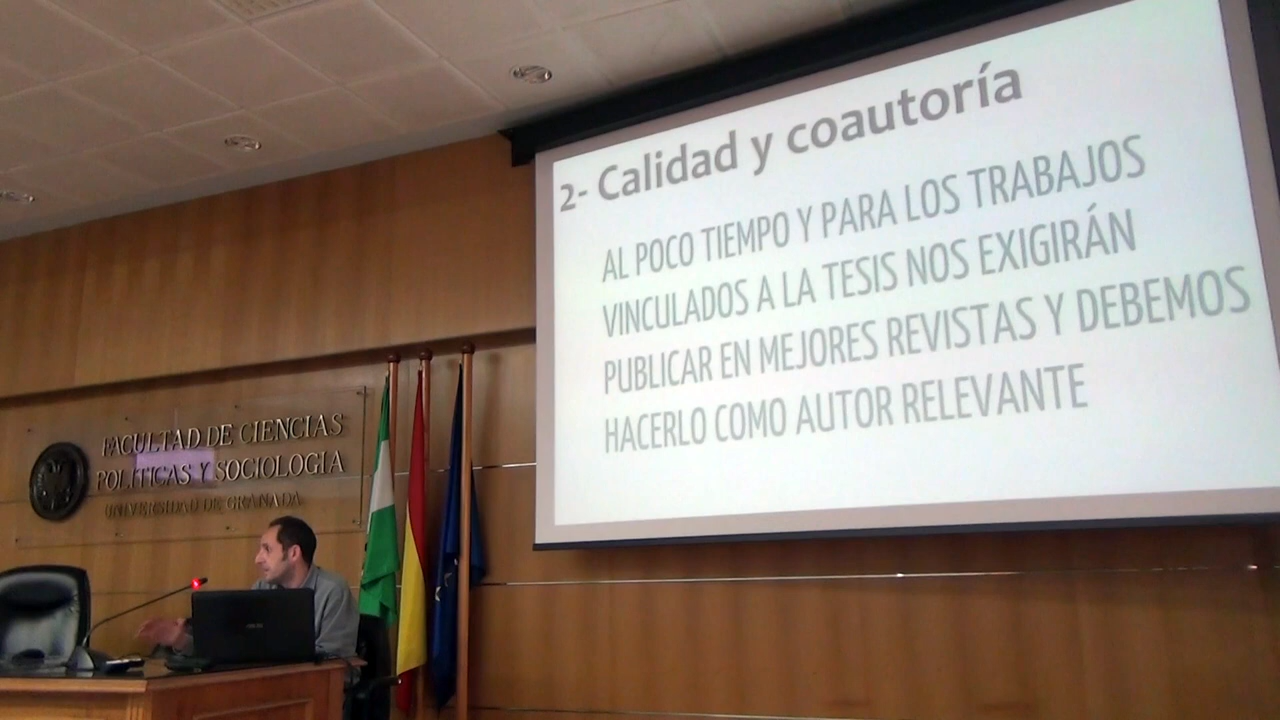 2- Calidad y coautoría
AL POCO TIEMPO Y PARA LOS TRABAJOS
VINCULADOS A LA TESIS NOS EXIGIRÁN
PUBLICAR EN MEJORES REVISTAS Y DEBEMOS
HACERLO COMO AUTOR RELEVANTE
FACULTAD DE CIENCIAS
POLÍTICAS Y SOCIOLOGIA
UNIVERSIDAD DE GRANADA